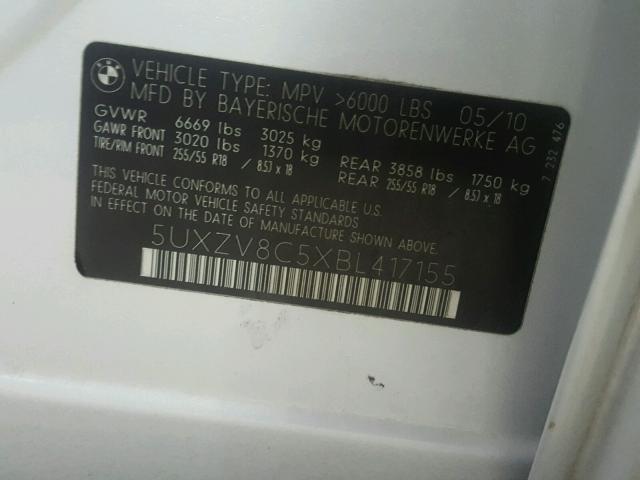 BMW
VEHICLE TYPE: MPV >6000 LBS 05/10
MFD BY BAYERISCHE MOTORENWERKE AG
GVWR 6669 lbs 3025 kg
GAWR FRONT 3020 lbs 1370 kg REAR 3858 lbs 1750 kg
TIRE/RIM FRONT 255/55 R18 / 8.5J x 18 REAR 255/55 R18 / 8.5J x 18
THIS VEHICLE CONFORMS TO ALL APPLICABLE U.S.
FEDERAL MOTOR VEHICLE SAFETY STANDARDS
IN EFFECT ON THE DATE OF MANUFACTURE SHOWN ABOVE.
5UXZV8C5XBL417155